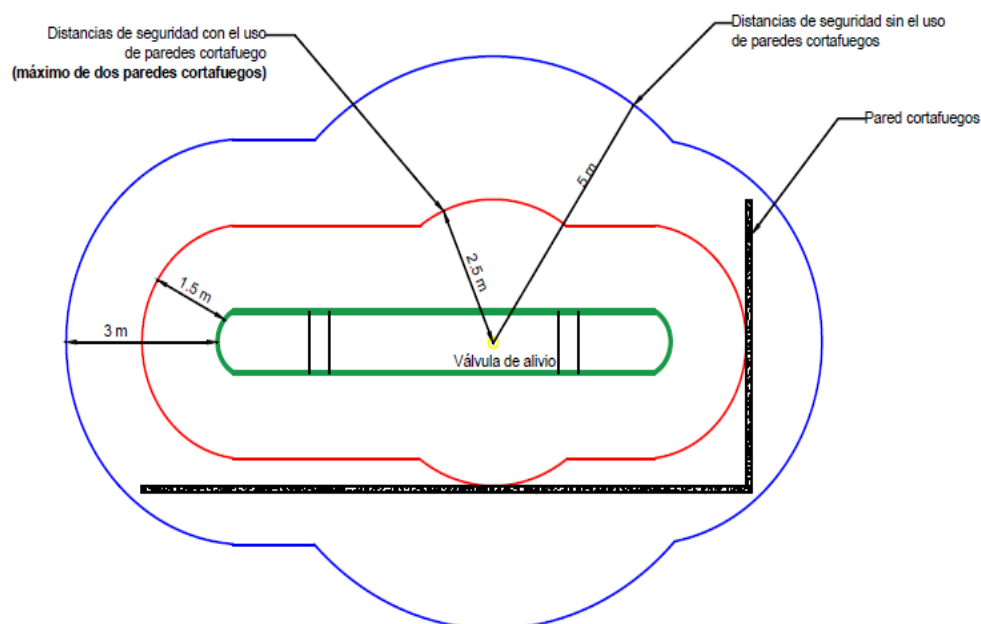 Distancias de seguridad con el uso
de paredes cortafuego
(máximo de dos paredes cortafuegos)
Distancias de seguridad sin el uso
de paredes cortafuegos
Pared cortafuegos
5 m
2.5 m
1.5 m
3 m
Válvula de alivio